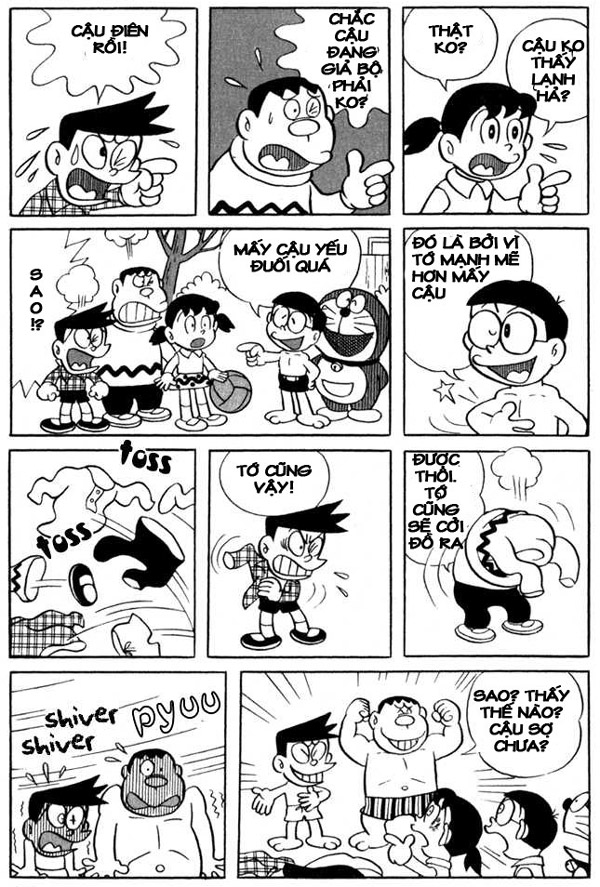 CẬU ĐIÊN
RỒI!
CHẮC
CẬU
ĐANG
GIẢ BỘ
PHẢI
KO?
THẬT
KO?
CẬU KO
THẤY
LẠNH
HẢ?
SAO!?
MẤY CẬU YẾU
ĐUỐI QUÁ
ĐÓ LÀ BỞI VÌ
TỚ MẠNH MẼ
HƠN MẤY
CẬU
toss
toss
TỚ CŨNG
VẬY!
ĐƯỢC
THÔI.
TỚ
CŨNG
SẼ CỞI
ĐỒ RA
shiver
shiver
pyuu
SAO? THẤY
THẾ NÀO?
CẬU SỢ
CHƯA?